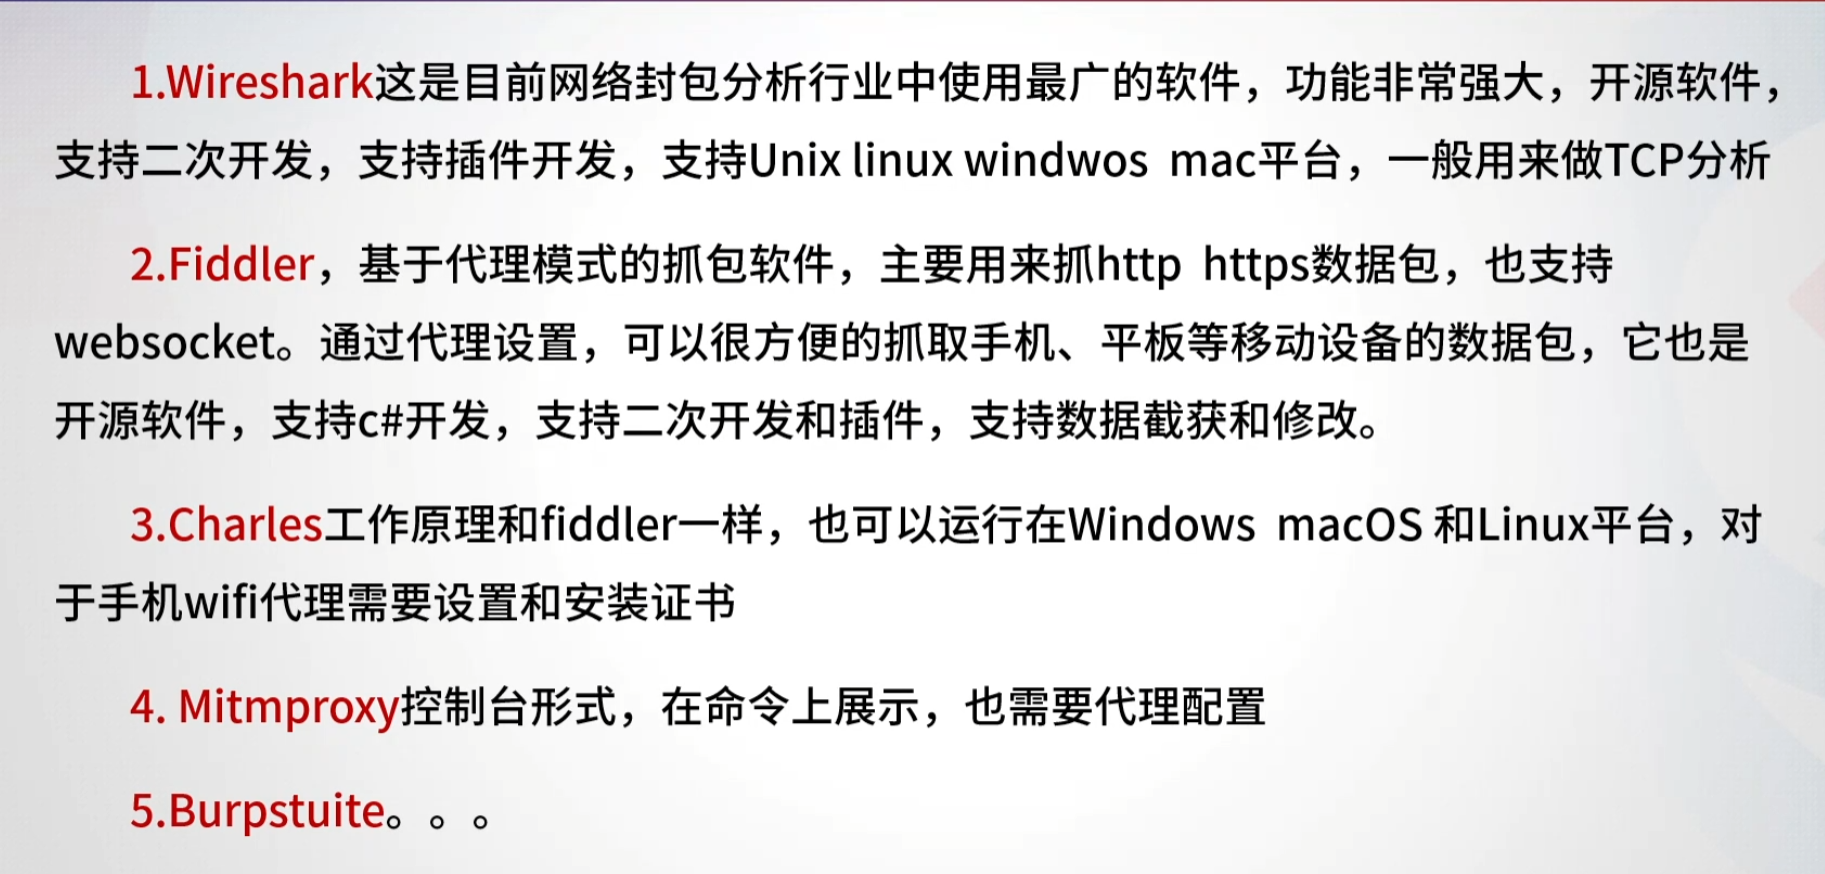 1.Wireshark这是目前网络封包分析行业中使用最广的软件，功能非常强大，开源软件，
支持二次开发，支持插件开发，支持Unix linux windwos mac平台，一般用来做TCP分析
2.Fiddler，基于代理模式的抓包软件，主要用来抓http https数据包，也支持
websocket。通过代理设置，可以很方便的抓取手机、平板等移动设备的数据包，它也是
开源软件，支持c#开发，支持二次开发和插件，支持数据截获和修改。
3.Charles工作原理和fiddler一样，也可以运行在Windows macOS 和Linux平台，对
于手机wifi代理需要设置和安装证书
4. Mitmproxy控制台形式，在命令上展示，也需要代理配置
5.Burpstuite。。。